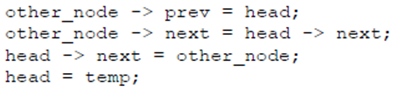 other_node -> prev = head;
other_node -> next = head -> next;
head -> next = other_node;
head = temp;